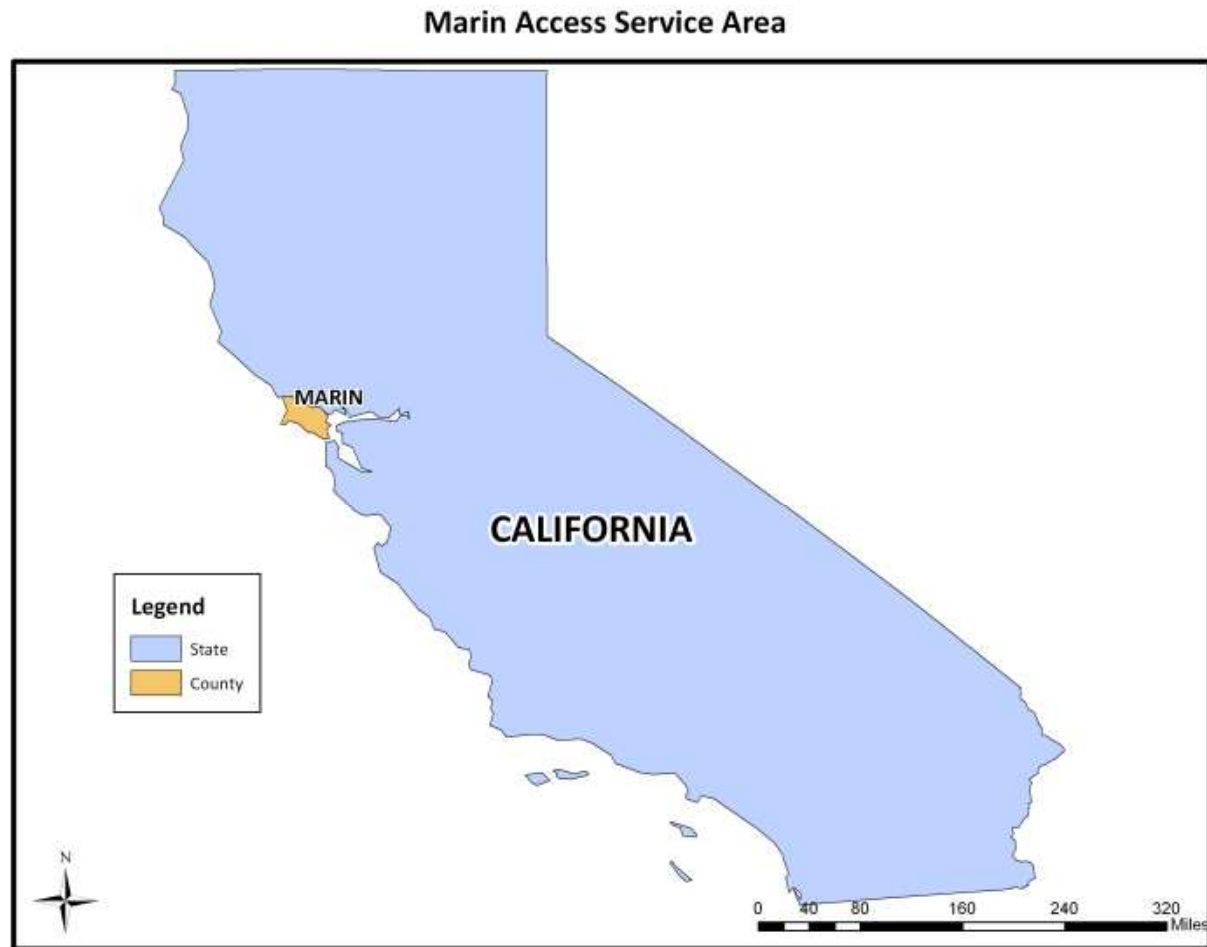 Marin Access Service Area
MARIN
CALIFORNIA
Legend
State
County
N
0 40 80 160 240 320
Miles